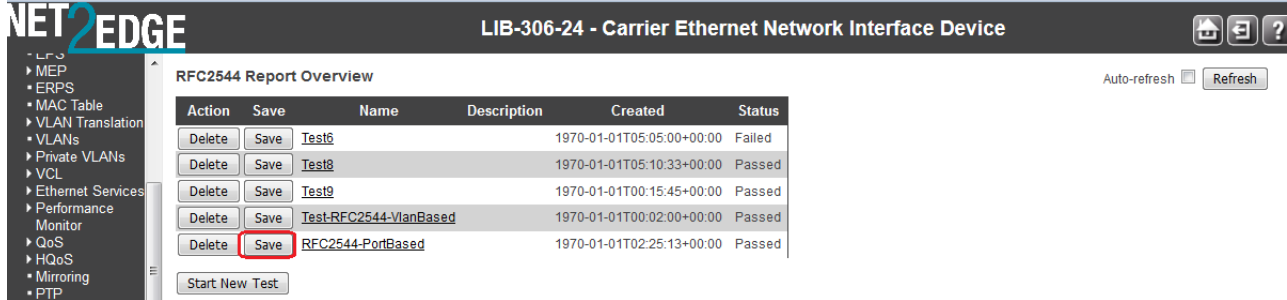 NET2EDGE
LIB-306-24 - Carrier Ethernet Network Interface Device
?
MEP
ERPS
MAC Table
VLAN Translation
VLANs
Private VLANs
VCL
Ethernet Services
Performance
Monitor
QoS
HQoS
Mirroring
PTP
RFC2544 Report Overview
Auto-refresh Refresh
Action Save Name Description Created Status
Delete Save Test6 1970-01-01T05:05:00+00:00 Failed
Delete Save Test8 1970-01-01T05:10:33+00:00 Passed
Delete Save Test9 1970-01-01T00:15:45+00:00 Passed
Delete Save Test-RFC2544-VlanBased 1970-01-01T00:02:00+00:00 Passed
Delete Save RFC2544-PortBased 1970-01-01T02:25:13+00:00 Passed
Start New Test